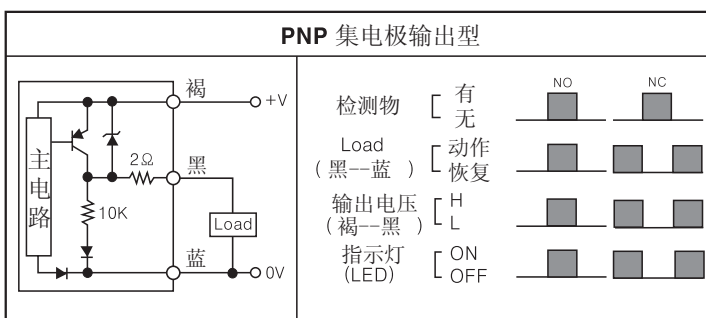 PNP 集电极输出型
褐
+V
主电路
2Ω
黑
10K
Load
蓝
0V
NO
NC
检测物
有
无
Load
(黑--蓝)
动作
恢复
输出电压
(褐--黑)
H
L
指示灯
(LED)
ON
OFF